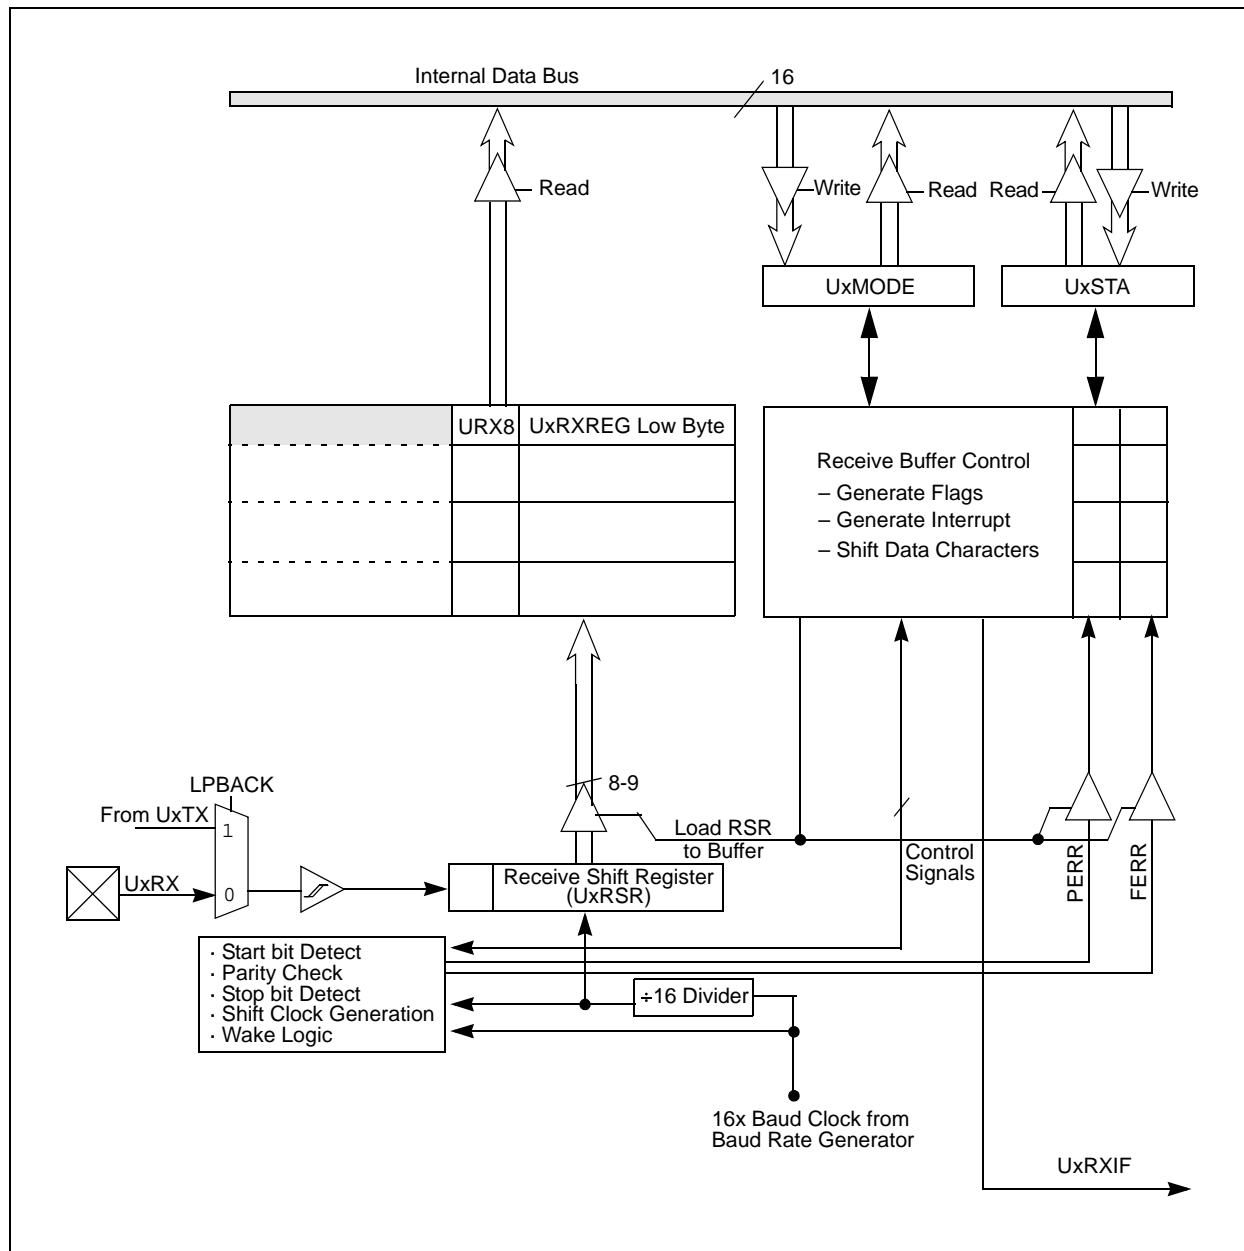 Internal Data Bus
16
Read
Write
Read
Read
Write
UxMODE
UxSTA
URX8
UxRXREG Low Byte
Receive Buffer Control
– Generate Flags
– Generate Interrupt
– Shift Data Characters
LPBACK
From UxTX
1
8-9
Load RSR
to Buffer
Control
Signals
PERR
FERR
UxRX
0
Receive Shift Register
(UxRSR)
· Start bit Detect
· Parity Check
· Stop bit Detect
· Shift Clock Generation
· Wake Logic
÷16 Divider
16x Baud Clock from
Baud Rate Generator
UxRXIF